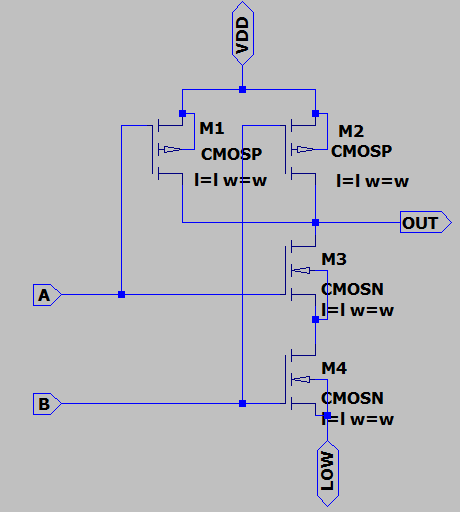 VDD
M1
CMOSP
l=l w=w
M2
CMOSP
l=l w=w
OUT
M3
CMOSN
l=l w=w
A
M4
CMOSN
l=l w=w
B
LOW